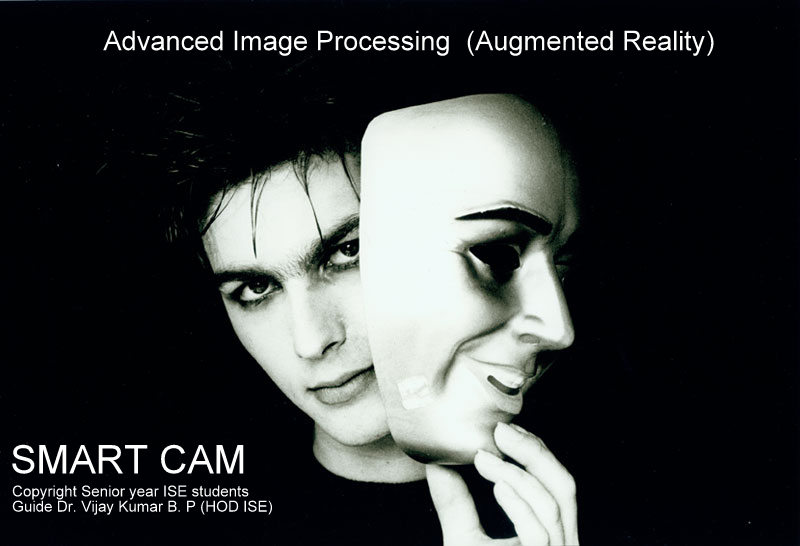 Advanced Image Processing  (Augmented Reality)
SMART CAM
Copyright Senior year ISE students
Guide Dr. Vijay Kumar B. P (HOD ISE)